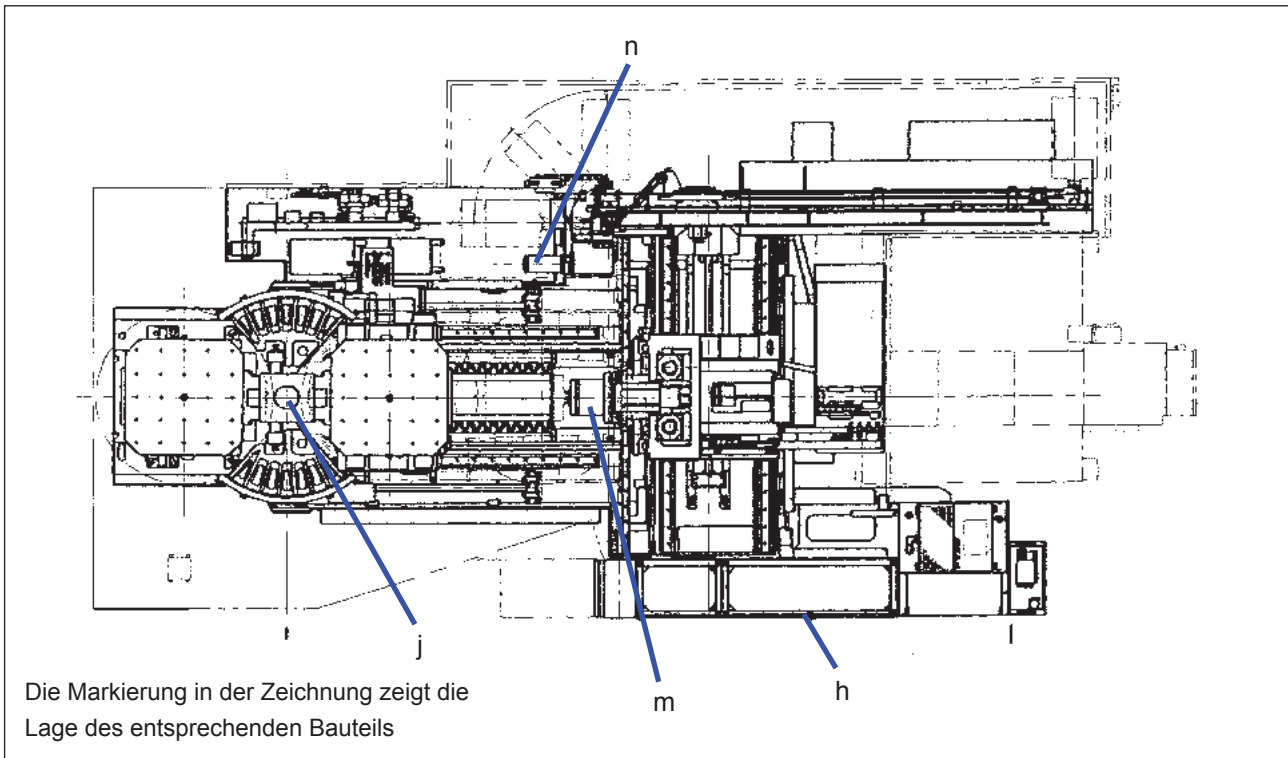 n
j
m
h
l
Die Markierung in der Zeichnung zeigt die
Lage des entsprechenden Bauteils